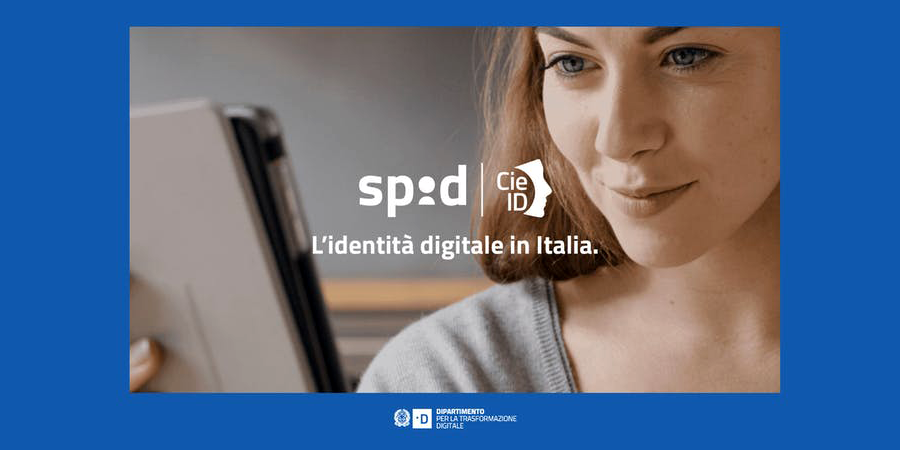 spid
Cie
ID
L'identità digitale in Italia.
·D
DIPARTIMENTO
PER LA TRASFORMAZIONE
DIGITALE